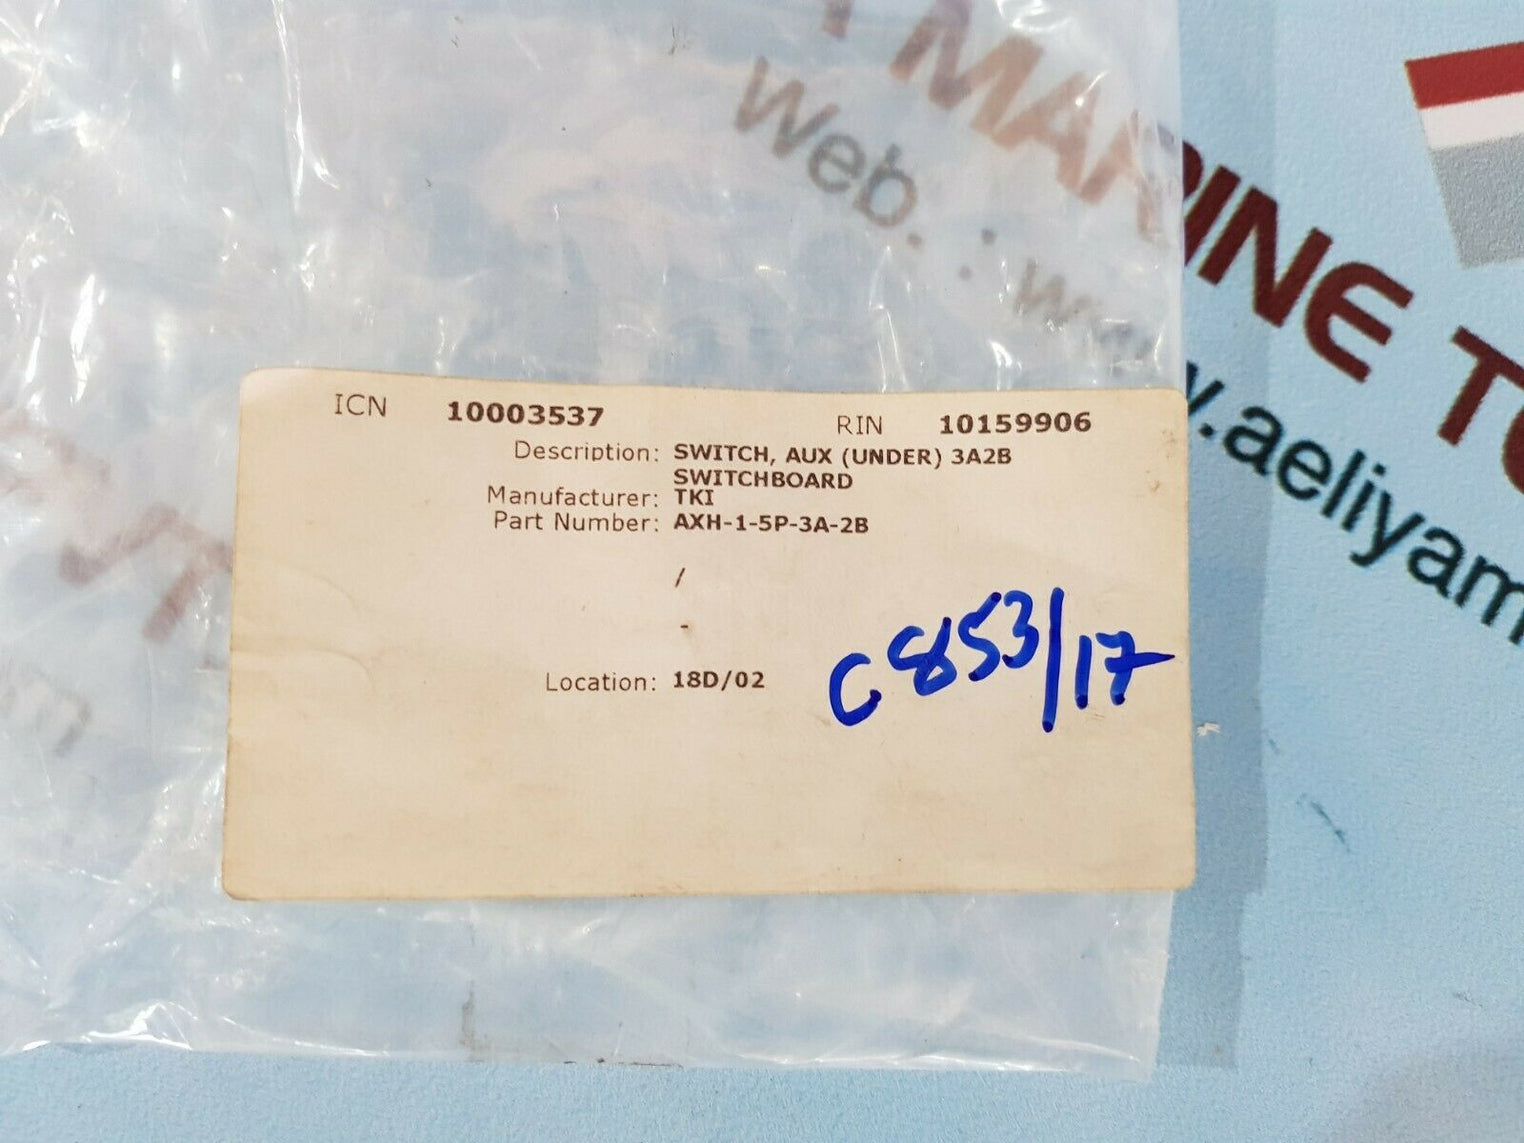 MARINE
Web. :
.aeliyam
ICN 10003537 RIN 10159906
Description: SWITCH, AUX (UNDER) 3A2B
SWITCHBOARD
Manufacturer: TKI
Part Number: AXH-1-5P-3A-2B
/
-
Location: 18D/02
C853/17